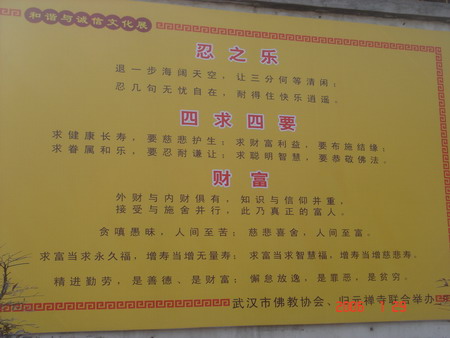 和谐与诚信文化展
忍之乐
退一步海阔天空，让三分何等清闲；
忍几句无忧自在，耐得住快乐逍遥。
四求四要
求健康长寿，要慈悲护生；求财富利益，要布施结缘；
求眷属和乐，要忍耐谦让；求聪明智慧，要恭敬佛法。
财富
外财与内财俱有，知识与信仰并重，
接受与施舍并行，此乃真正的富人。
贪嗔愚昧，人间至苦；慈悲喜舍，人间至富。
求富当求永久福，增寿当增无量寿；求富当求智慧福，增寿当增慈悲寿。
精进勤劳，是善德、是财富；懈怠放逸，是罪恶，是贫穷。
武汉市佛教协会、归元禅寺联合举办